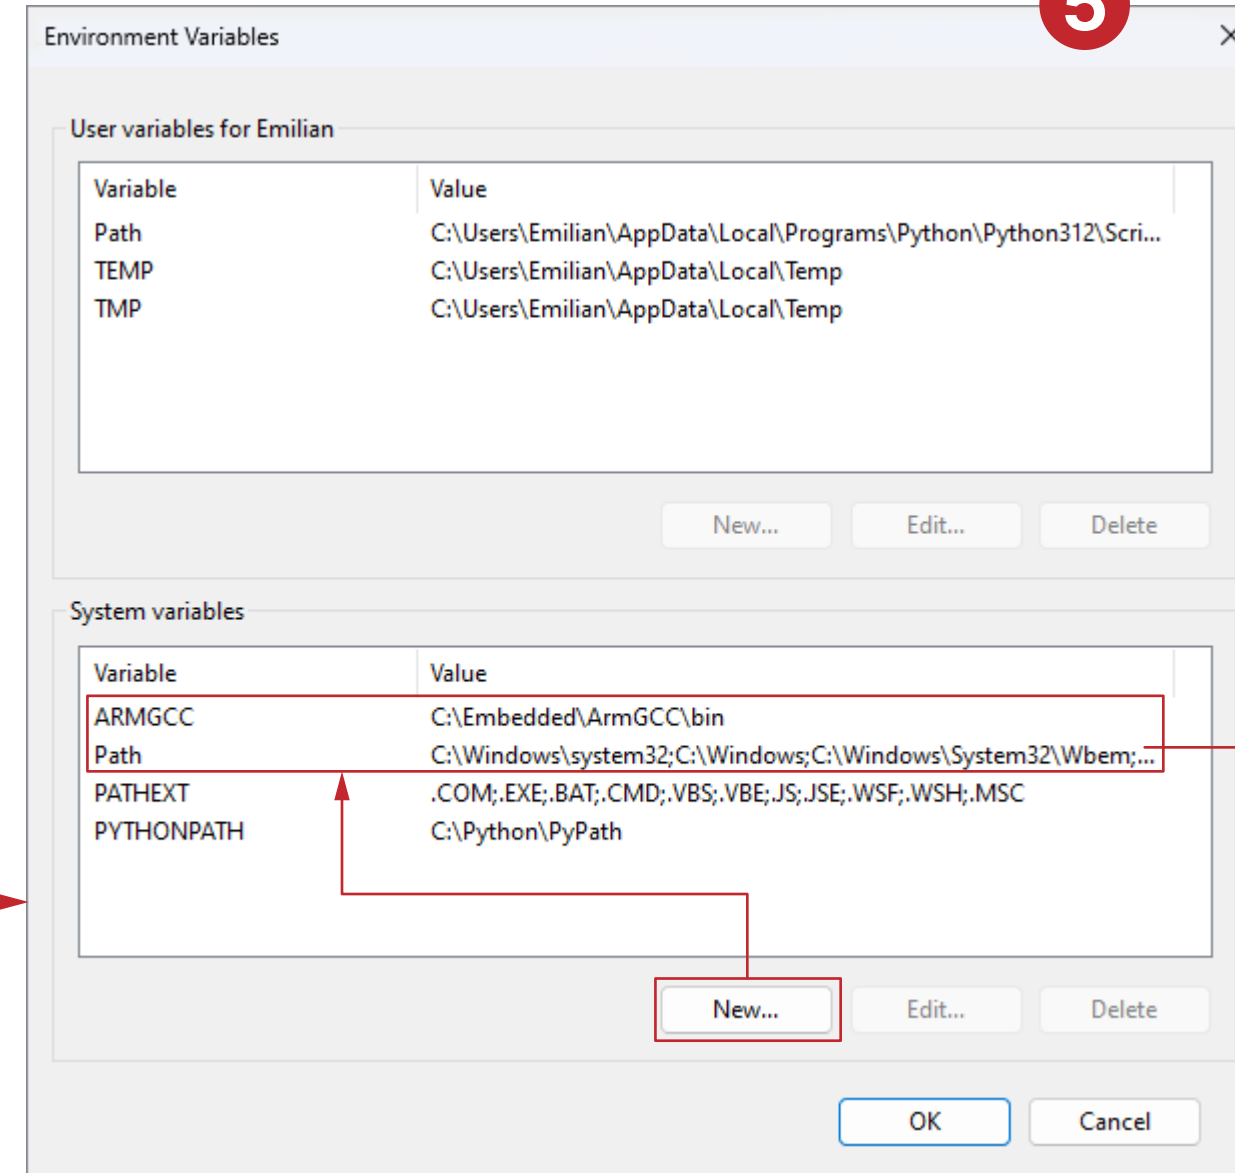 5
Environment Variables
User variables for Emilian
Variable Value
Path C:\Users\Emilian\AppData\Local\Programs\Python\Python312\Scri...
TEMP C:\Users\Emilian\AppData\Local\Temp
TMP C:\Users\Emilian\AppData\Local\Temp
New... Edit... Delete
System variables
Variable Value
ARMGCC C:\Embedded\ArmGCC\bin
Path C:\Windows\system32;C:\Windows;C:\Windows\System32\Wbem;...
PATHEXT .COM;.EXE;.BAT;.CMD;.VBS;.VBE;.JS;.JSE;.WSF;.WSH;.MSC
PYTHONPATH C:\Python\PyPath
New... Edit... Delete
OK Cancel